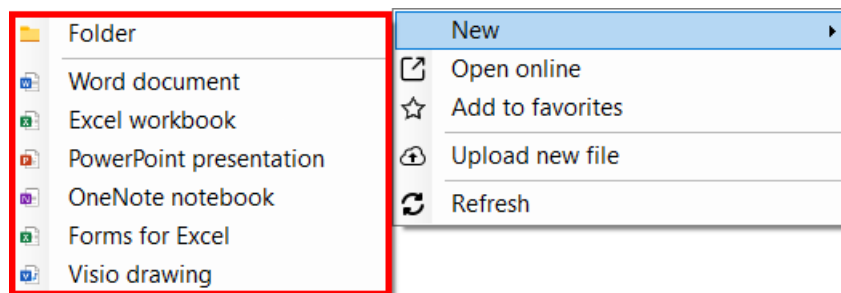 Folder
Word document
Excel workbook
PowerPoint presentation
OneNote notebook
Forms for Excel
Visio drawing
New
Open online
Add to favorites
Upload new file
Refresh